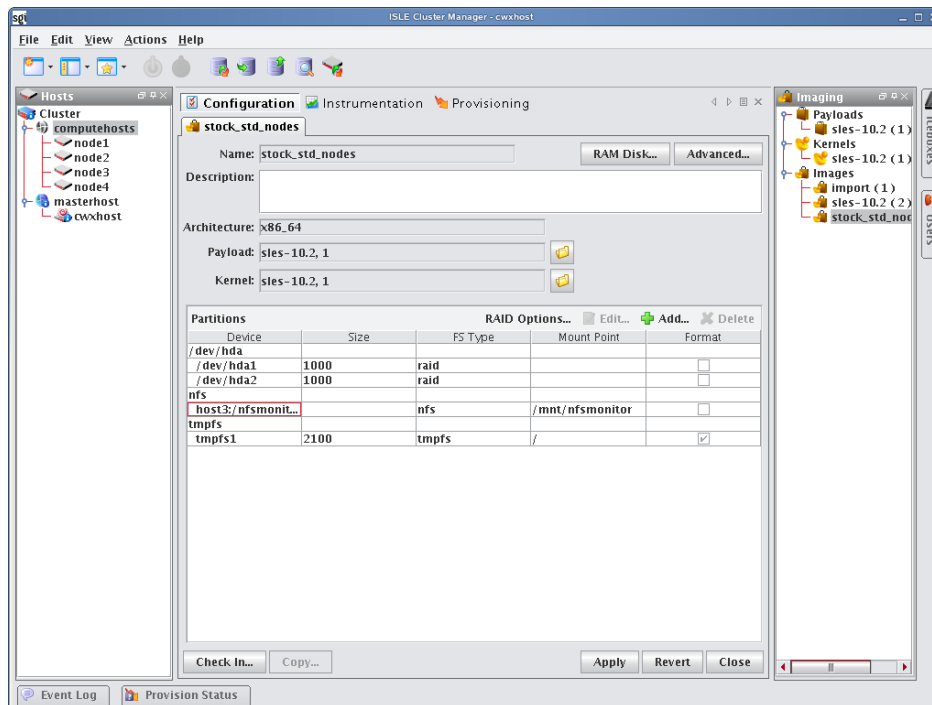 sgi ISLE Cluster Manager - cwxhost
File Edit View Actions Help
Hosts
Cluster
computehosts
node1
node2
node3
node4
masterhost
cwxhost
Configuration Instrumentation Provisioning
stock_std_nodes
Name: stock_std_nodes RAM Disk... Advanced...
Description:
Architecture: x86_64
Payload: sles-10.2, 1
Kernel: sles-10.2, 1
Partitions RAID Options... Edit... Add... Delete
Device Size FS Type Mount Point Format
/dev/hda
/dev/hda1 1000 raid
/dev/hda2 1000 raid
nfs
host3:/nfsmonit... nfs /mnt/nfsmonitor
tmpfs
tmpfs1 2100 tmpfs /
Check In... Copy... Apply Revert Close
Imaging
Payloads
sles-10.2 (1)
Kernels
sles-10.2 (1)
Images
import (1)
sles-10.2 (2)
stock_std_noc
Iceboxes
Users
Event Log Provision Status